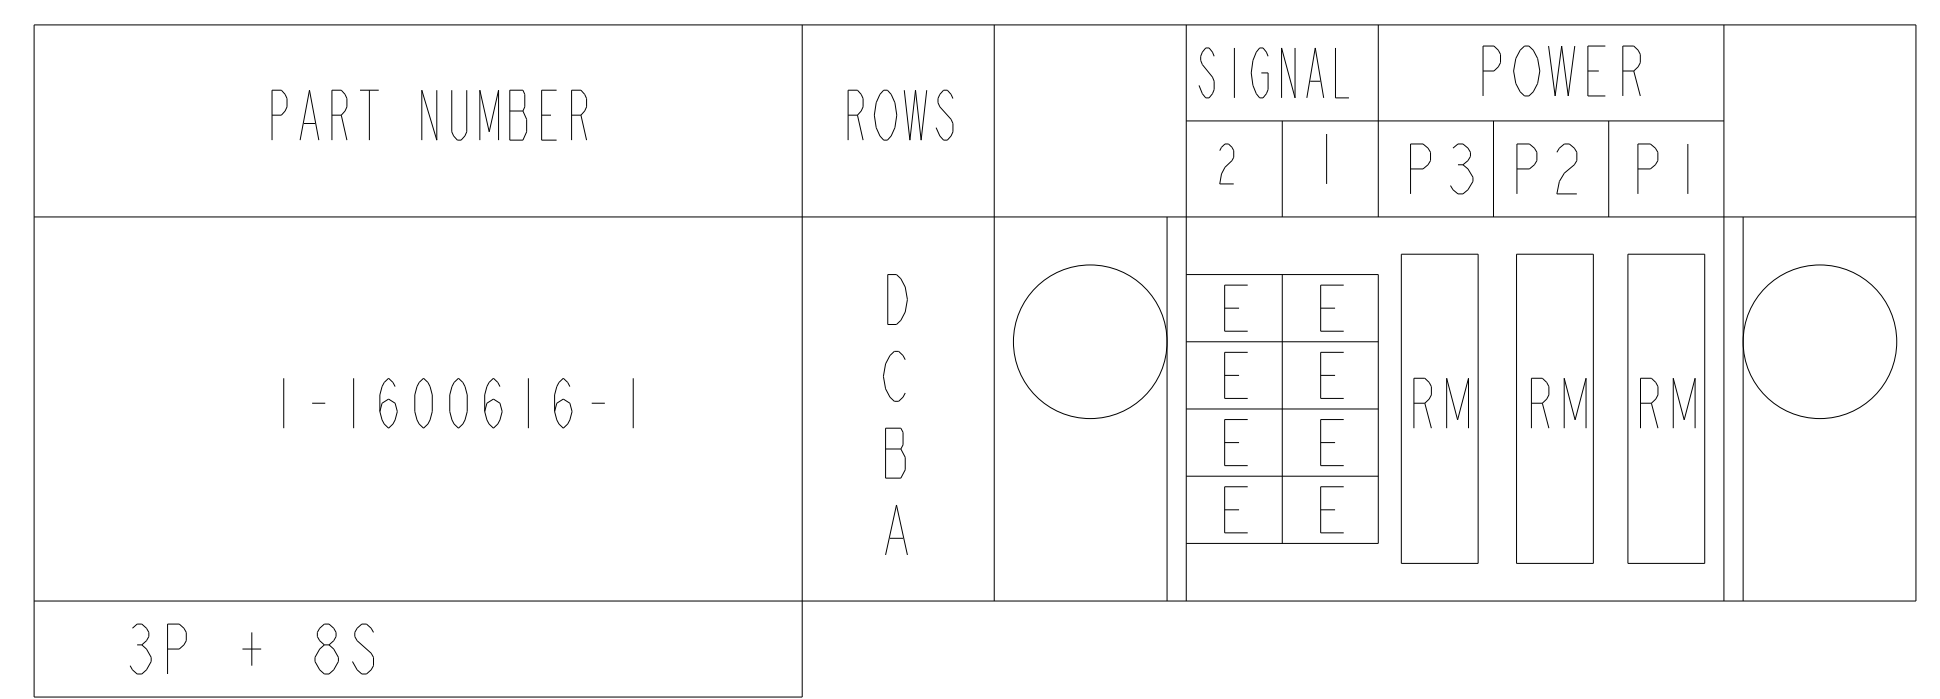 PART NUMBER ROWS SIGNAL POWER
2 1 P3 P2 P1
D E E
C E E
1-1600616-1 RM RM RM
B E E
A E E
3P + 8S